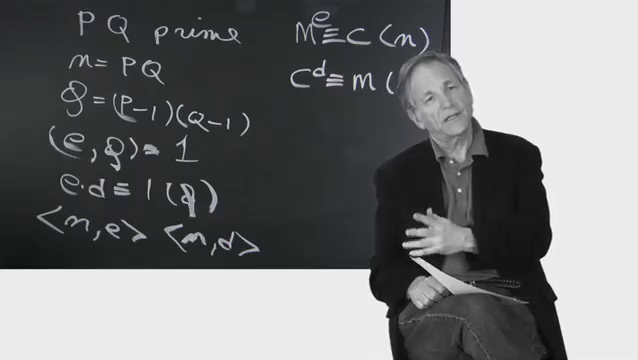 P Q prime
n = PQ
φ = (P-1)(Q-1)
(e, φ) = 1
e·d ≡ 1 (φ)
<n, e> <n, d>
M^e ≡ C (n)
C^d ≡ M (